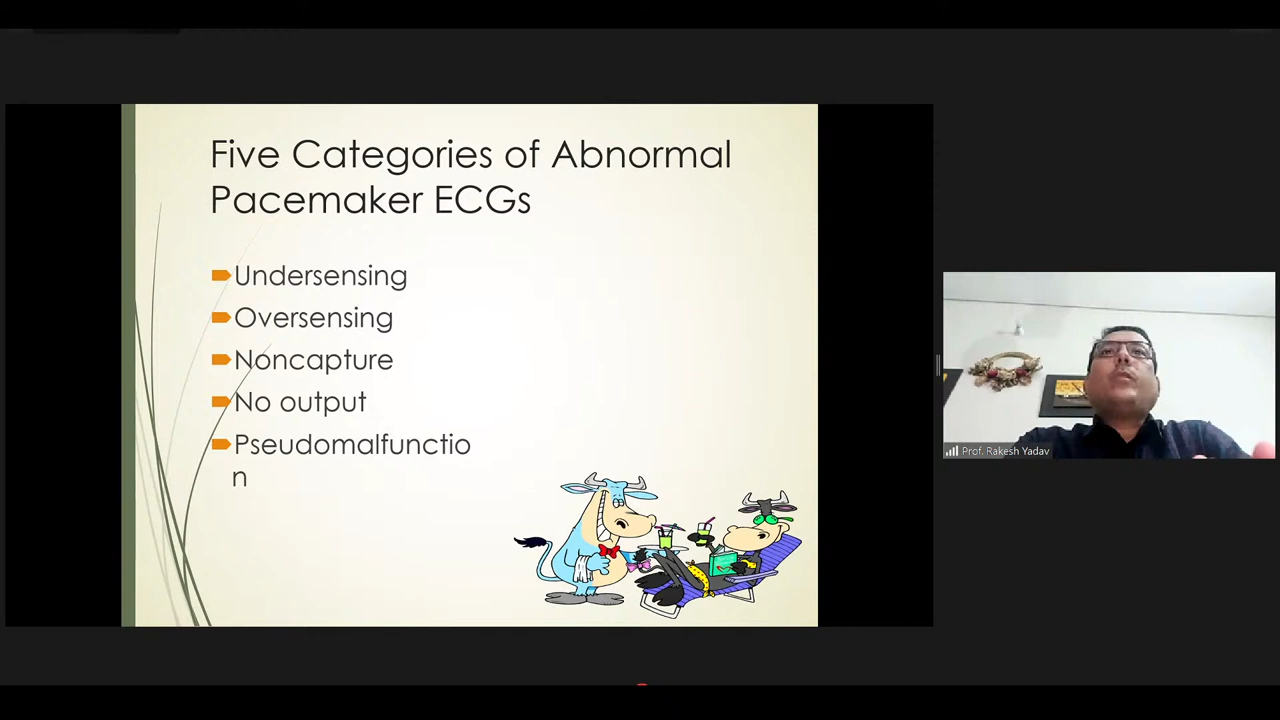 Five Categories of Abnormal
Pacemaker ECGs
Undersensing
Oversensing
Noncapture
No output
Pseudomalfunctio
n
Prof. Rakesh Yadav